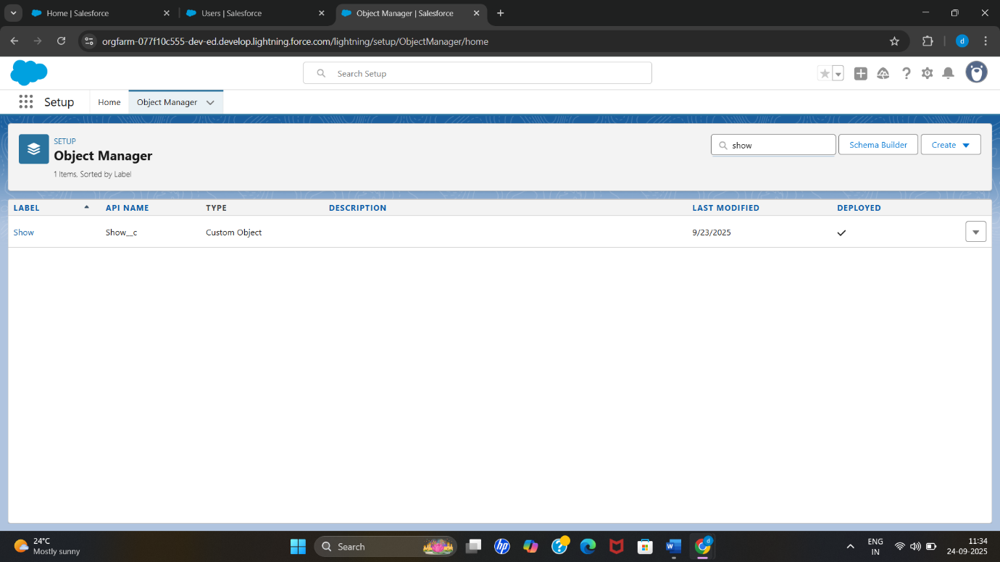 Home | Salesforce
Users | Salesforce
Object Manager | Salesforce
orgfarm-077f10c555-dev-ed.develop.lightning.force.com/lightning/setup/ObjectManager/home
d
Search Setup
Setup
Home
Object Manager
SETUP
Object Manager
1 Items, Sorted by Label
show
Schema Builder
Create
LABEL API NAME TYPE DESCRIPTION LAST MODIFIED DEPLOYED
Show Show__c Custom Object 9/23/2025
24°C
Mostly sunny
Search
ENG
IN
11:34
24-09-2025